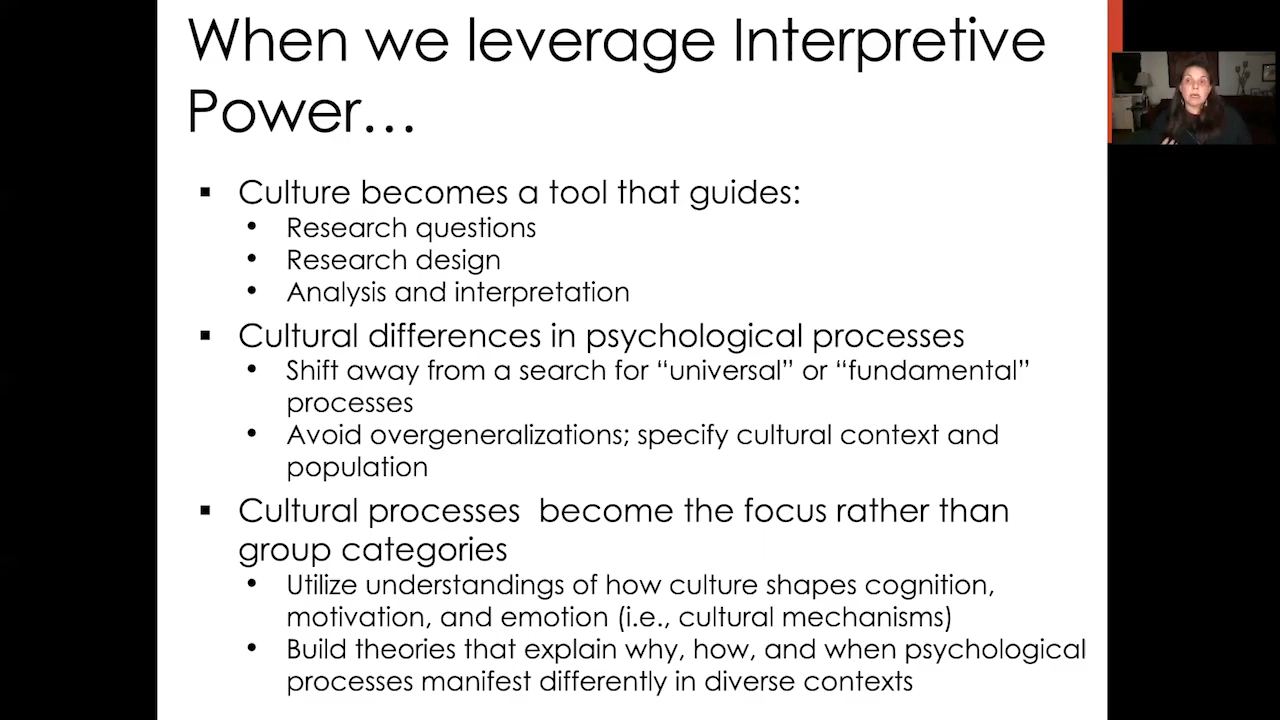 When we leverage Interpretive
Power…
▪ Culture becomes a tool that guides:
• Research questions
• Research design
• Analysis and interpretation
▪ Cultural differences in psychological processes
• Shift away from a search for “universal” or “fundamental”
processes
• Avoid overgeneralizations; specify cultural context and
population
▪ Cultural processes  become the focus rather than
group categories
• Utilize understandings of how culture shapes cognition,
motivation, and emotion (i.e., cultural mechanisms)
• Build theories that explain why, how, and when psychological
processes manifest differently in diverse contexts